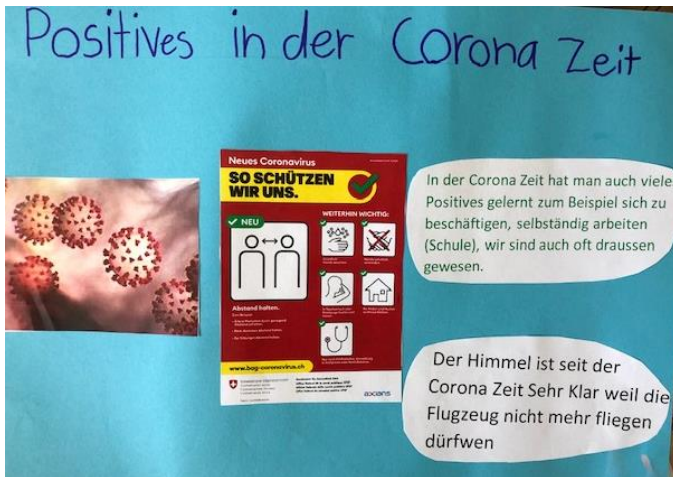 Positives in der Corona Zeit
Neues Coronavirus
SO SCHÜTZEN
WIR UNS.
NEU
WEITERHIN WICHTIG:
Abstand halten.
www.bag-coronavirus.ch
In der Corona Zeit hat man auch viele
Positives gelernt zum Beispiel sich zu
beschäftigen, selbständig arbeiten
(Schule), wir sind auch oft draussen
gewesen.
Der Himmel ist seit der
Corona Zeit Sehr Klar weil die
Flugzeug nicht mehr fliegen
dürfwen